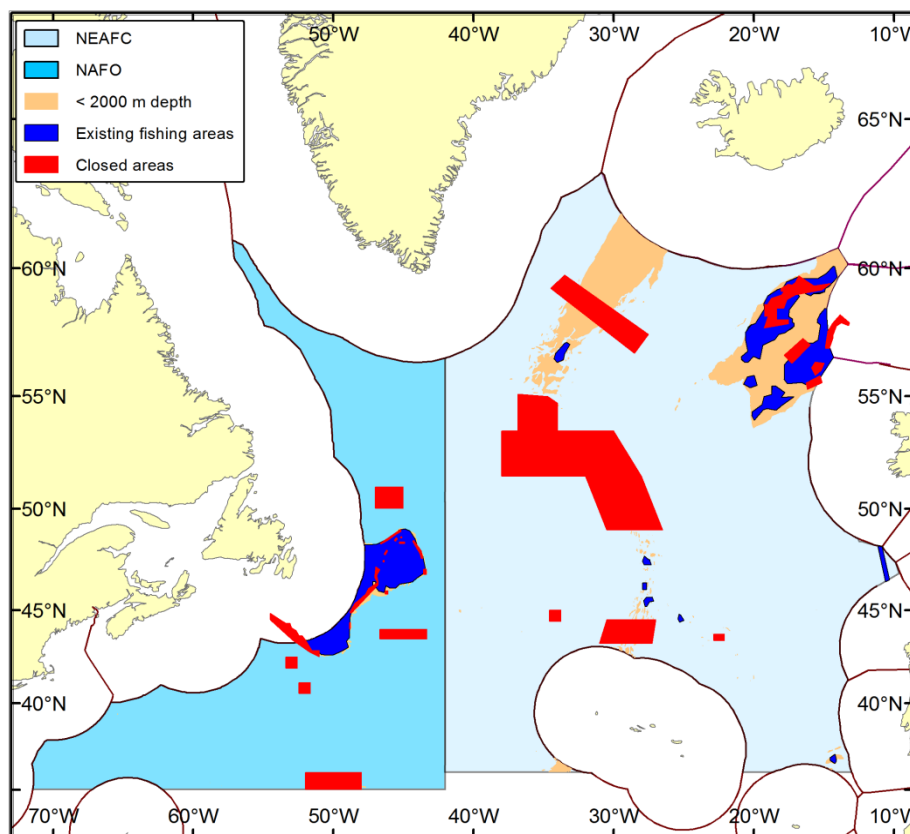 50°W 40°W 30°W 20°W 10°W
NEAFC
NAFO
< 2000 m depth
Existing fishing areas
Closed areas
65°N
60°N 60°N
55°N 55°N
50°N 50°N
45°N 45°N
40°N 40°N
70°W 60°W 50°W 40°W 30°W 20°W 10°W